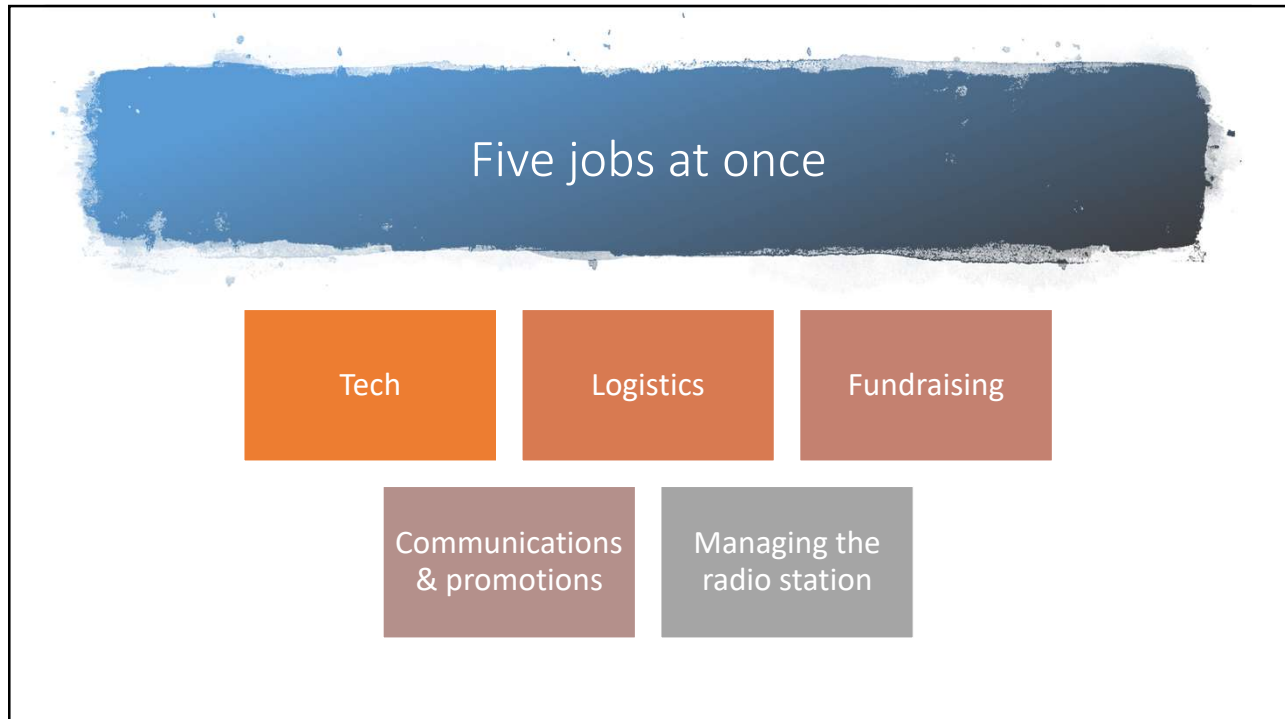 Five jobs at once
Tech
Logistics
Fundraising
Communications
& promotions
Managing the
radio station